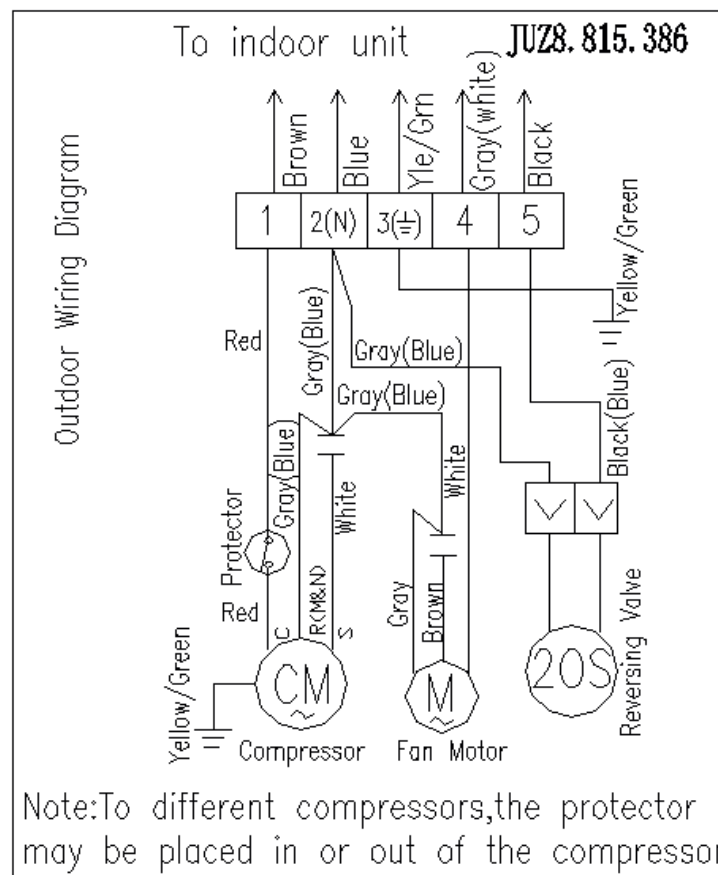 To indoor unit
JUZ8. 815. 386
Outdoor Wiring Diagram
Brown
Blue
Yle/Grn
Gray(white)
Black
1
2(N)
3(⏚)
4
5
Yellow/Green
Red
Gray(Blue)
Gray(Blue)
Gray(Blue)
Black(Blue)
Gray(Blue
White
White
Protector
Gray
Brown
Red
C
R(M&N)
S
CM
~
M
~
20S
Reversing Valve
Yellow/Green
Compressor
Fan Motor
Note:To different compressors,the protector
may be placed in or out of the compressor